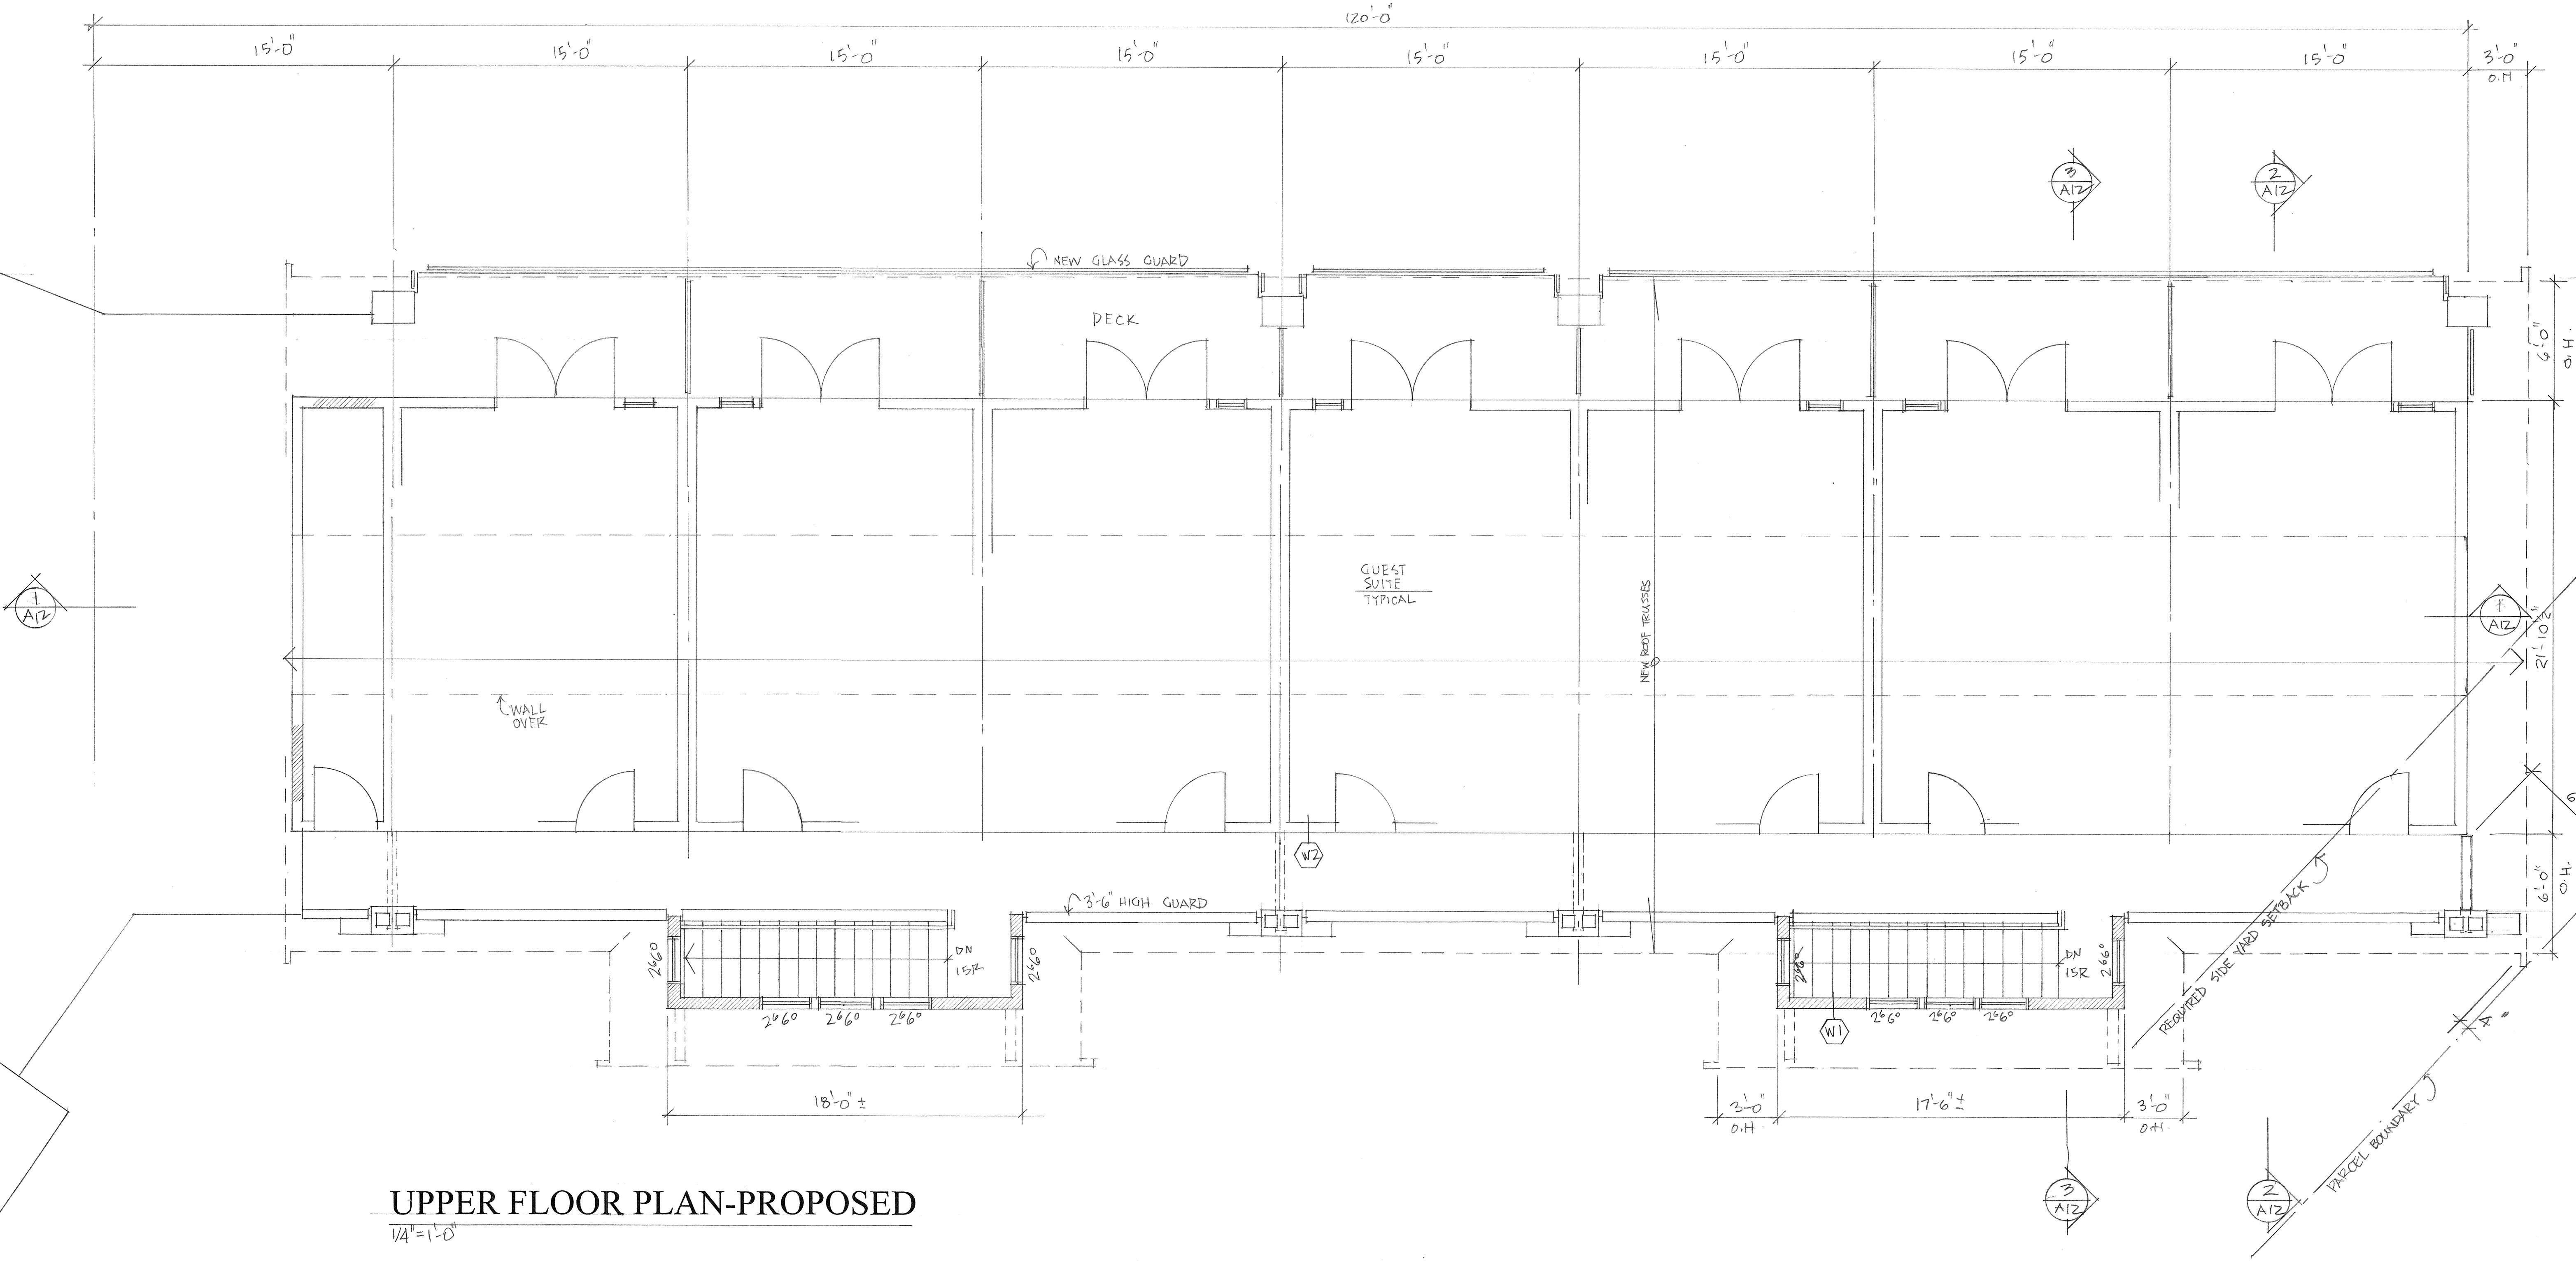 120'-0"
15'-0"
15'-0"
15'-0"
15'-0"
15'-0"
15'-0"
15'-0"
15'-0"
3'-0"
O.H
3
A12
2
A12
NEW GLASS GUARD
DECK
6'-0"
O.H.
GUEST
SUITE
TYPICAL
NEW ROOF TRUSSES
1
A12
1
A12
21'-10 1/2"
WALL
OVER
W2
6
6'-0"
O.H.
3'-6" HIGH GUARD
REQUIRED SIDE YARD SETBACK
2⁶6⁰
DN
15R
2⁶6⁰
2⁶6⁰
DN
15R
2⁶6⁰
2⁶6⁰
2⁶6⁰
2⁶6⁰
2⁶6⁰
2⁶6⁰
2⁶6⁰
W1
4"
18'-0" ±
3'-0"
O.H.
17'-6" ±
3'-0"
O.H.
PARCEL BOUNDARY
3
A12
2
A12
UPPER FLOOR PLAN-PROPOSED
1/4"=1'-0"